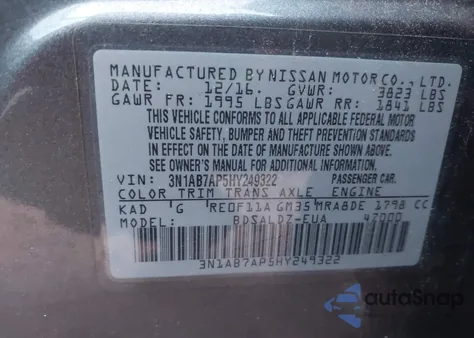 MANUFACTURED BY NISSAN MOTOR CO., LTD.
DATE: 12/16. GVWR: 3823 LBS
GAWR FR: 1995 LBS GAWR RR: 1841 LBS
THIS VEHICLE CONFORMS TO ALL APPLICABLE FEDERAL MOTOR
VEHICLE SAFETY, BUMPER AND THEFT PREVENTION STANDARDS
IN EFFECT ON THE DATE OF MANUFACTURE SHOWN ABOVE.
SEE OWNER'S MANUAL FOR ADDITIONAL INFORMATION.
VIN: 3N1AB7AP5HY249322 PASSENGER CAR.
COLOR TRIM TRANS AXLE ENGINE
KAD G RE0F11A GM35 MRA8DE 1798 CC
MODEL: BDSALDZ-EUA 47000
3N1AB7AP5HY249322
autoSnap